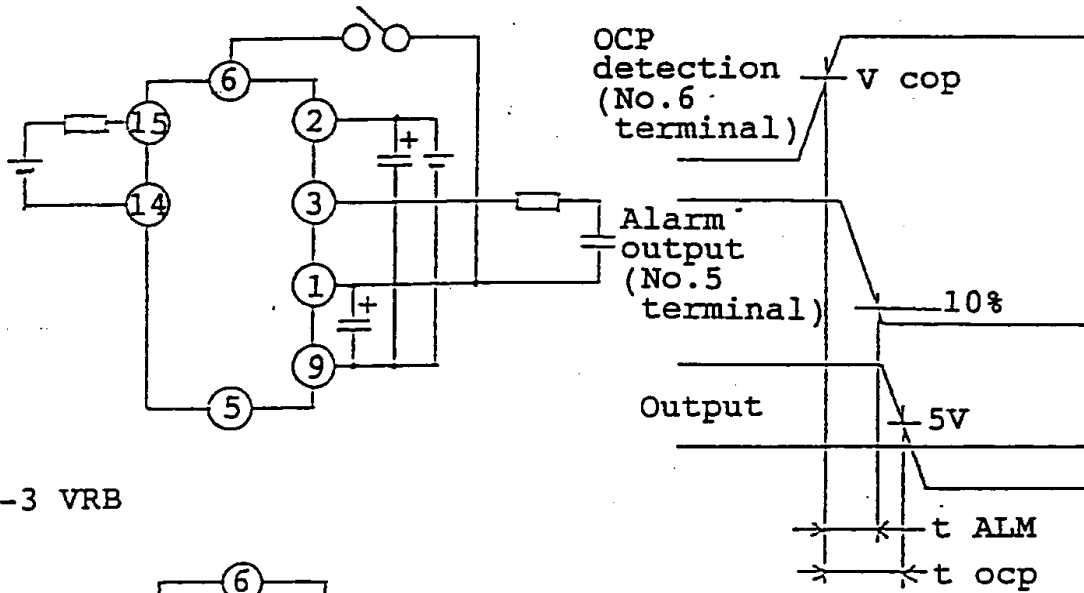 6
15
2
+
14
3
1
+
9
5
-3 VRB
6
OCP
detection
(No.6
terminal)
V cop
Alarm
output
(No.5
terminal)
10%
Output
5V
t ALM
t ocp